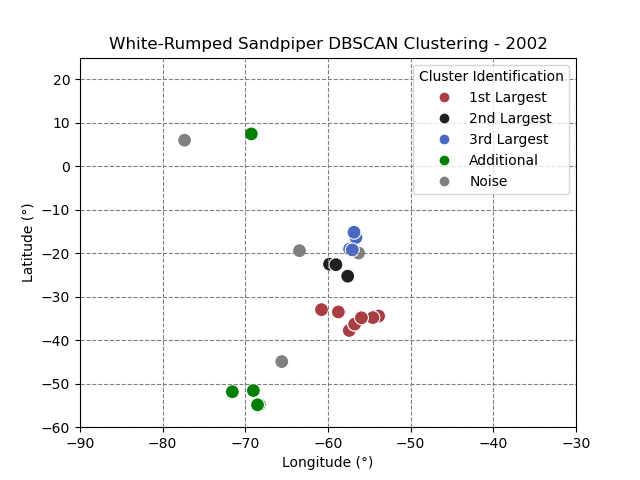 White-Rumped Sandpiper DBSCAN Clustering - 2002
Cluster Identification
1st Largest
2nd Largest
3rd Largest
Additional
Noise
Latitude (°)
20
10
0
−10
−20
−30
−40
−50
−60
−90
−80
−70
−60
−50
−40
−30
Longitude (°)